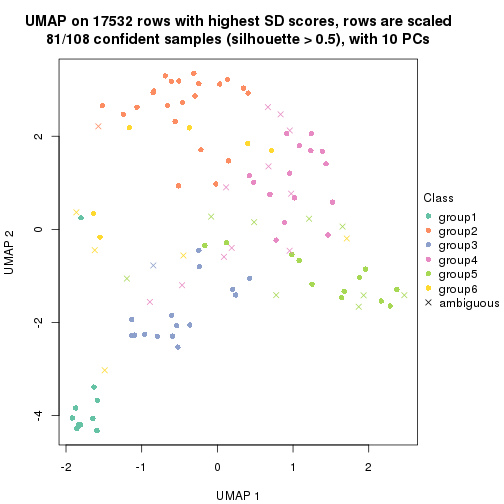 UMAP on 17532 rows with highest SD scores, rows are scaled
81/108 confident samples (silhouette > 0.5), with 10 PCs
UMAP 2
2
0
-2
-4
-2
-1
0
1
2
UMAP 1
Class
group1
group2
group3
group4
group5
group6
ambiguous